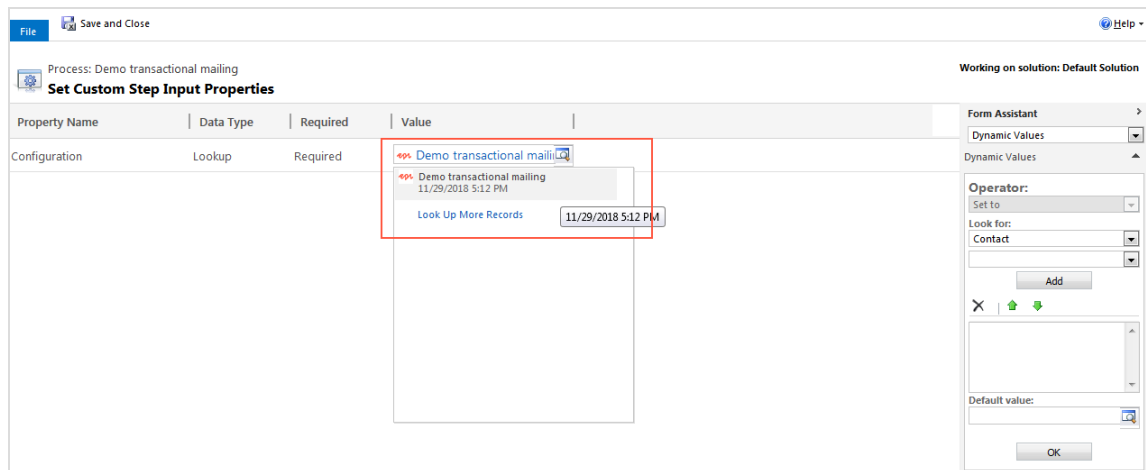 File
Save and Close
Help
Process: Demo transactional mailing
Set Custom Step Input Properties
Working on solution: Default Solution
Property Name
Data Type
Required
Value
Configuration
Lookup
Required
Demo transactional maili
Demo transactional mailing
11/29/2018 5:12 PM
Look Up More Records
11/29/2018 5:12 PM
Form Assistant
Dynamic Values
Dynamic Values
Operator:
Set to
Look for:
Contact
Add
Default value:
OK